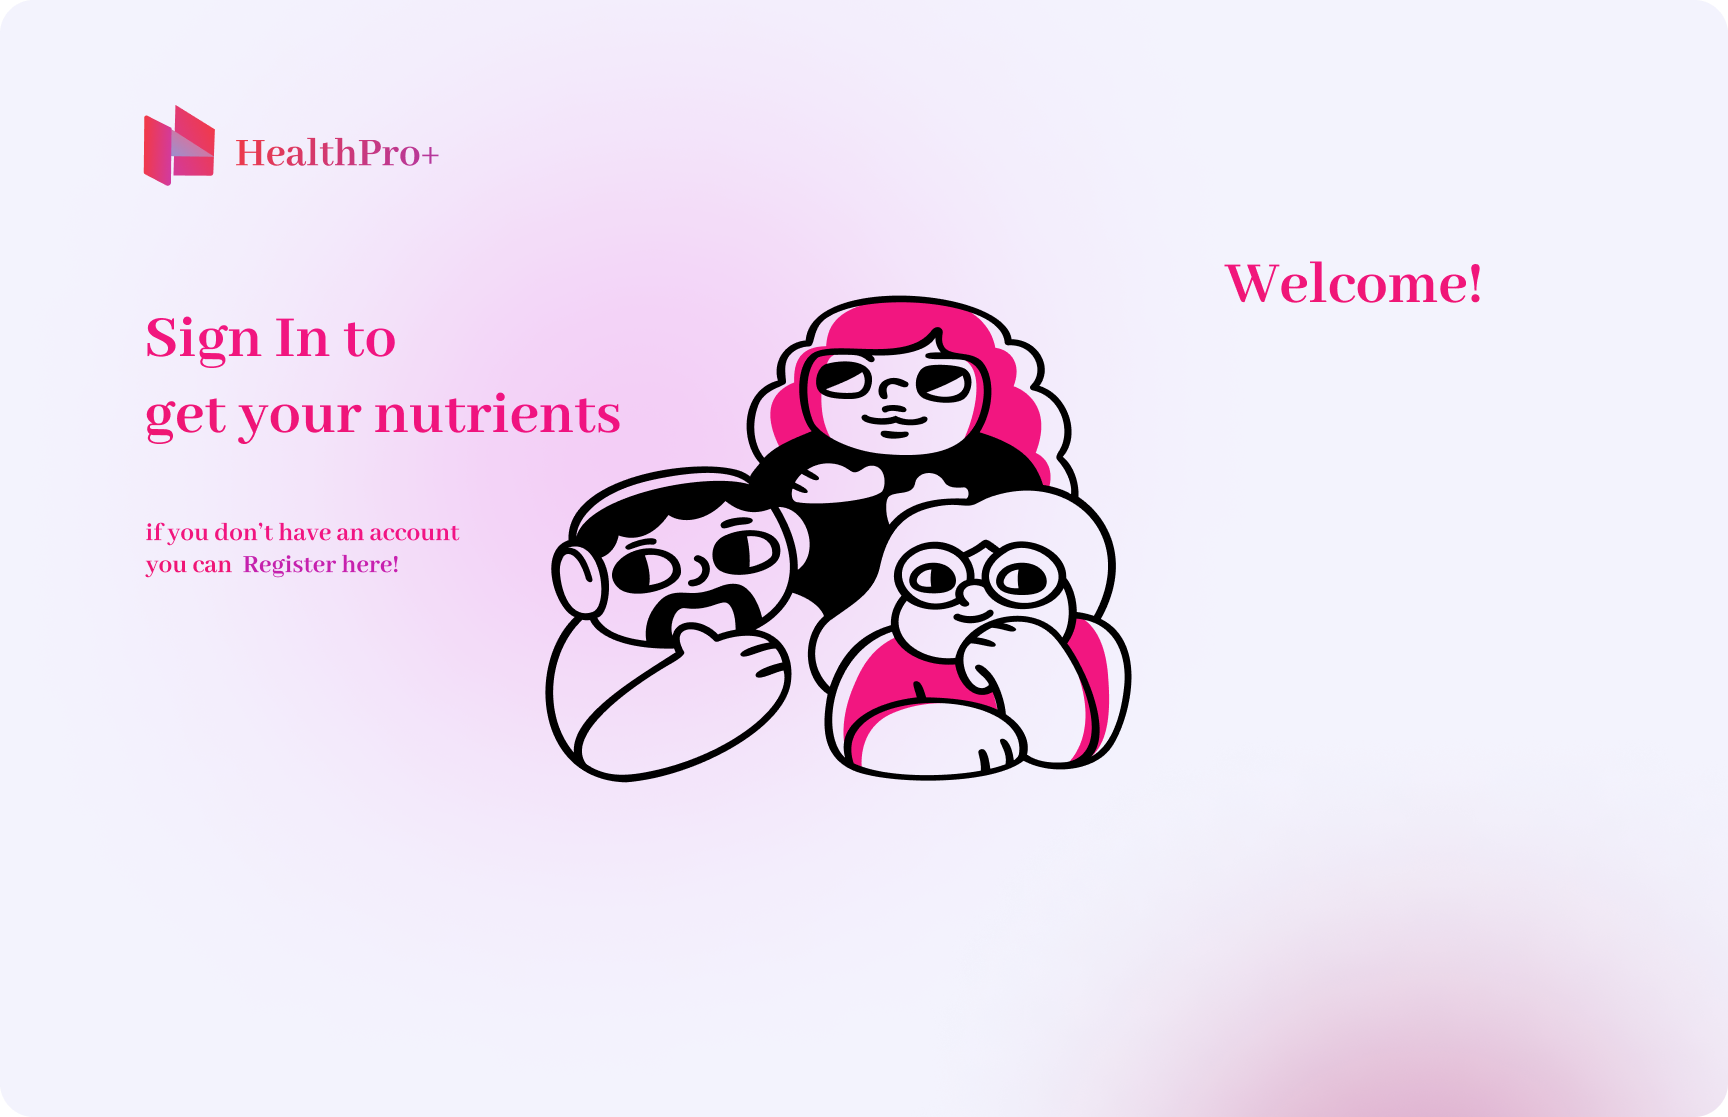 HealthPro+
Sign In to
get your nutrients
if you don’t have an account
you can Register here!
Welcome!